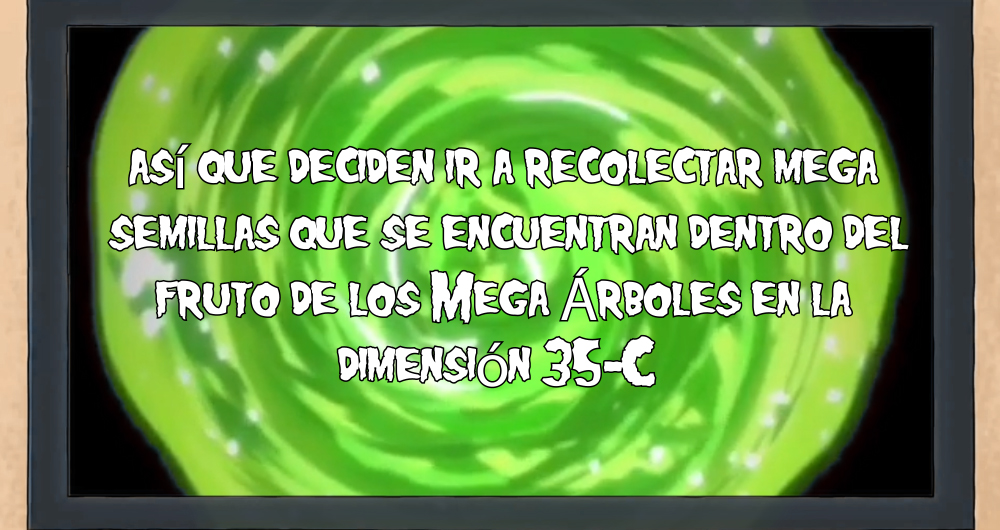 así que deciden ir a recolectar mega
semillas que se encuentran dentro del
fruto de los Mega Árboles en la
dimensión 35-C